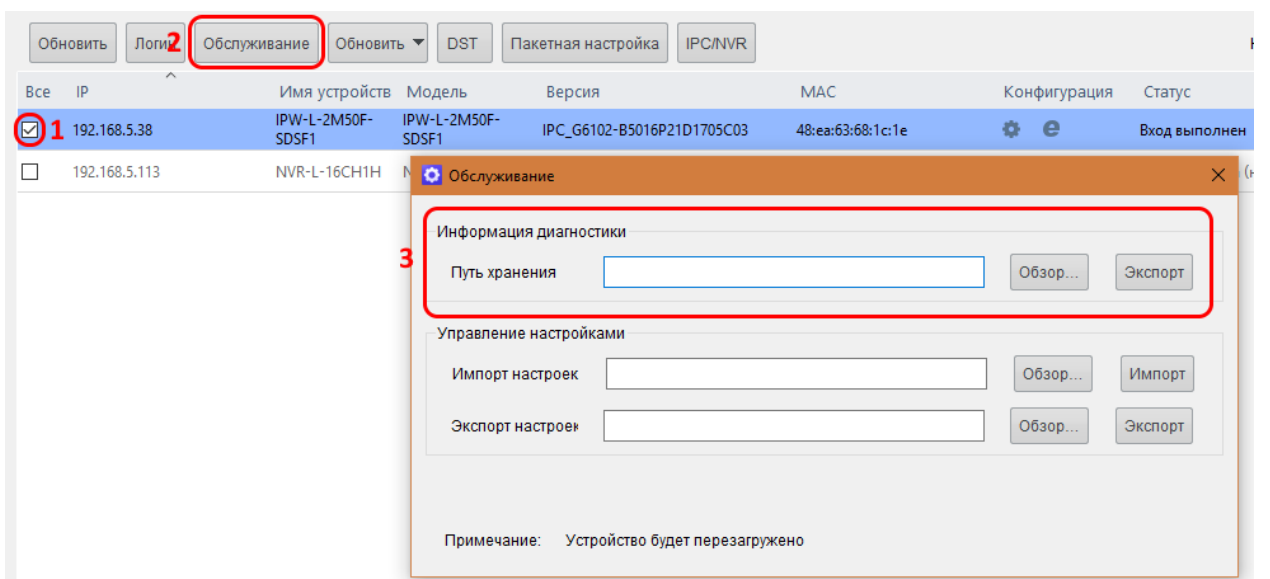 Обновить Логин 2 Обслуживание Обновить DST Пакетная настройка IPC/NVR
Все IP Имя устройств Модель Версия MAC Конфигурация Статус
1 192.168.5.38 IPW-L-2M50F-SDSF1 IPW-L-2M50F-SDSF1 IPC_G6102-B5016P21D1705C03 48:ea:63:68:1c:1e Вход выполнен
192.168.5.113 NVR-L-16CH1H
Обслуживание
Информация диагностики
3
Путь хранения Обзор... Экспорт
Управление настройками
Импорт настроек Обзор... Импорт
Экспорт настроек Обзор... Экспорт
Примечание: Устройство будет перезагружено